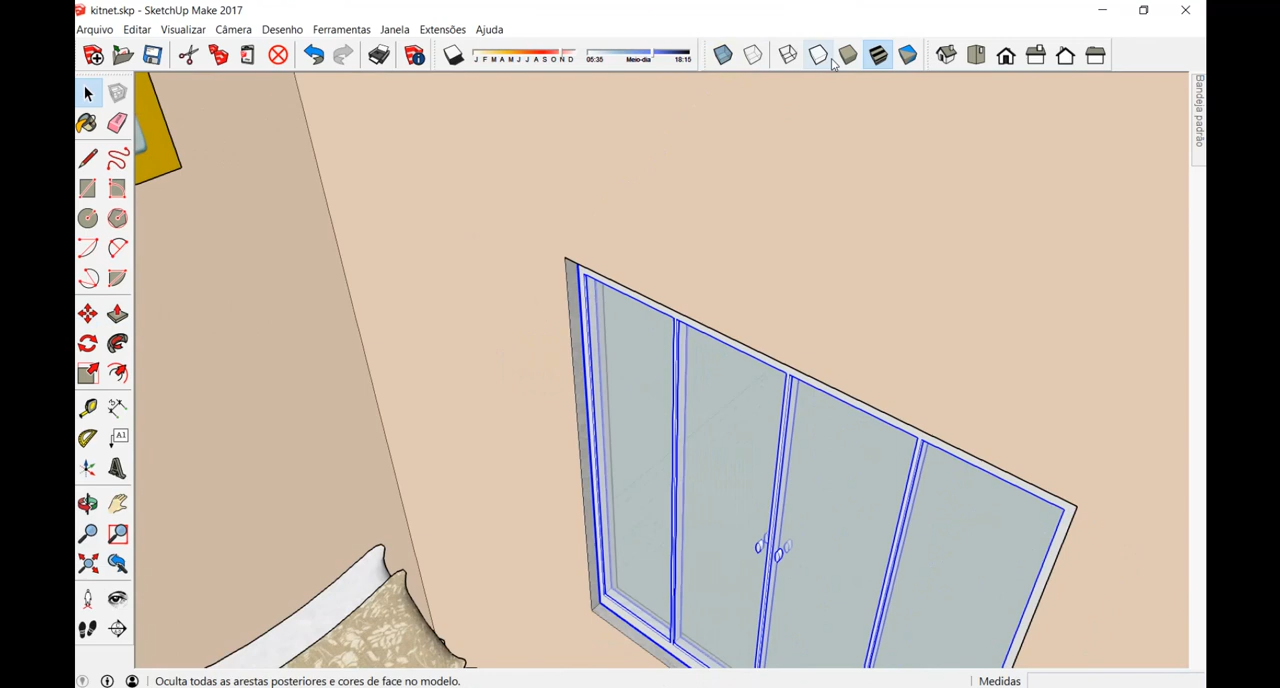 kitnet.skp - SketchUp Make 2017
Arquivo Editar Visualizar Câmera Desenho Ferramentas Janela Extensões Ajuda
J F M A M J J A S O N D 05:35 Meio-dia 18:15
Bandeja padrão
A1
Oculta todas as arestas posteriores e cores de face no modelo. Medidas